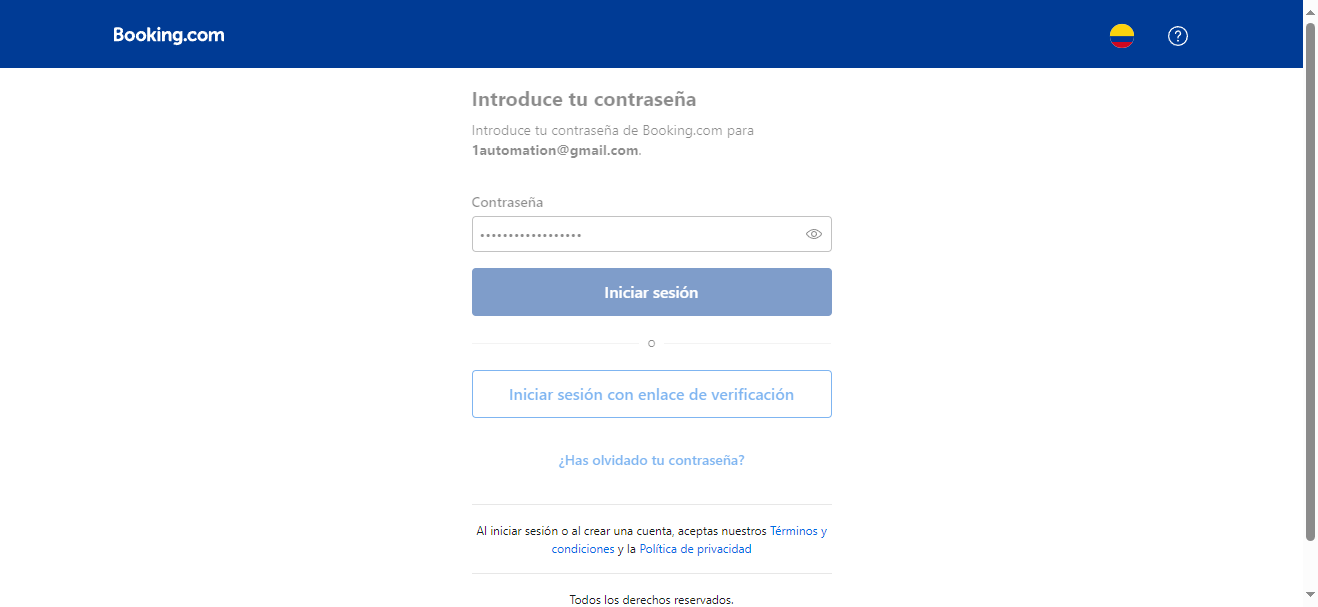 Booking.com
Introduce tu contraseña
Introduce tu contraseña de Booking.com para
1automation@gmail.com.
Contraseña
••••••••••••••••••
Iniciar sesión
o
Iniciar sesión con enlace de verificación
¿Has olvidado tu contraseña?
Al iniciar sesión o al crear una cuenta, aceptas nuestros Términos y
condiciones y la Política de privacidad
Todos los derechos reservados.